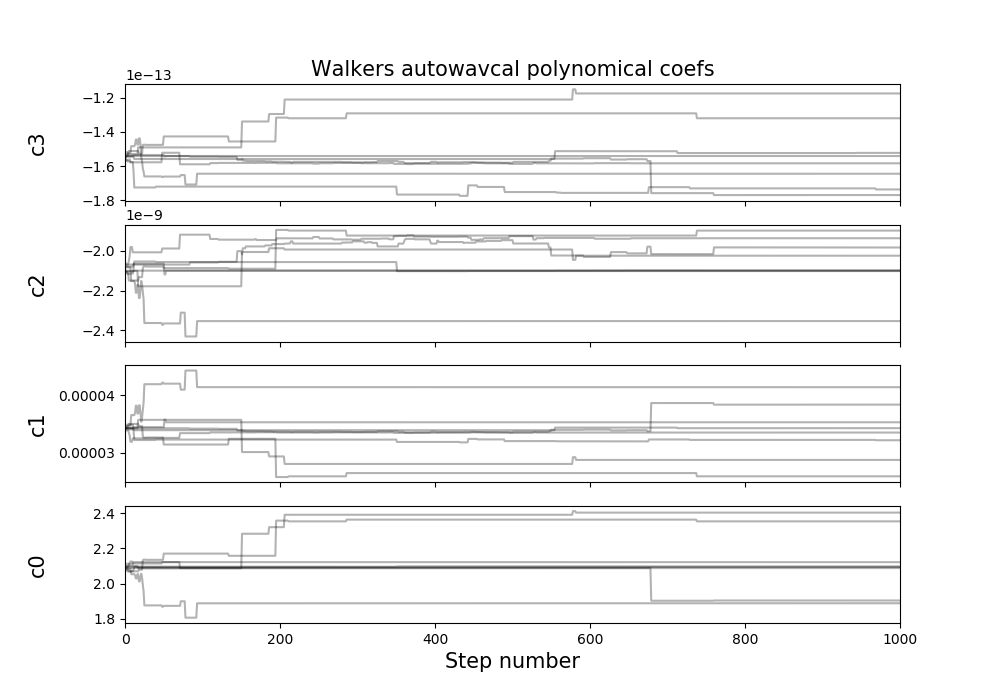 Walkers autowavcal polynomical coefs
1e−13
−1.2
−1.4
−1.6
−1.8
c3
1e−9
−2.0
−2.2
−2.4
c2
0.00004
0.00003
c1
2.4
2.2
2.0
1.8
c0
0 200 400 600 800 1000
Step number